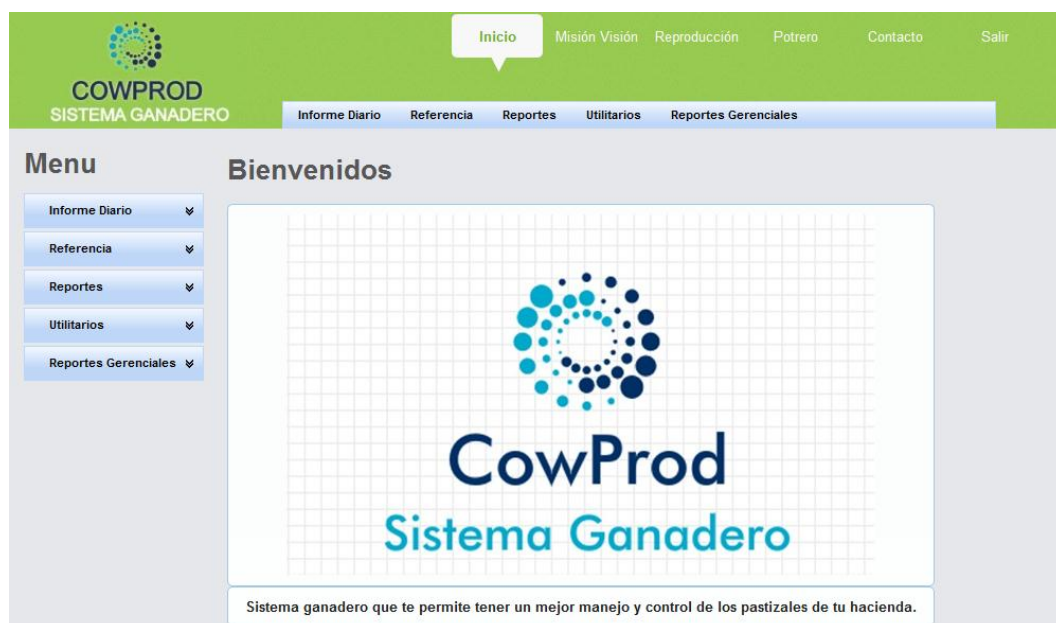 Inicio Misión Visión Reproducción Potrero Contacto Salir
COWPROD
SISTEMA GANADERO
Informe Diario Referencia Reportes Utilitarios Reportes Gerenciales
Menu
Informe Diario
Referencia
Reportes
Utilitarios
Reportes Gerenciales
Bienvenidos
CowProd
Sistema Ganadero
Sistema ganadero que te permite tener un mejor manejo y control de los pastizales de tu hacienda.